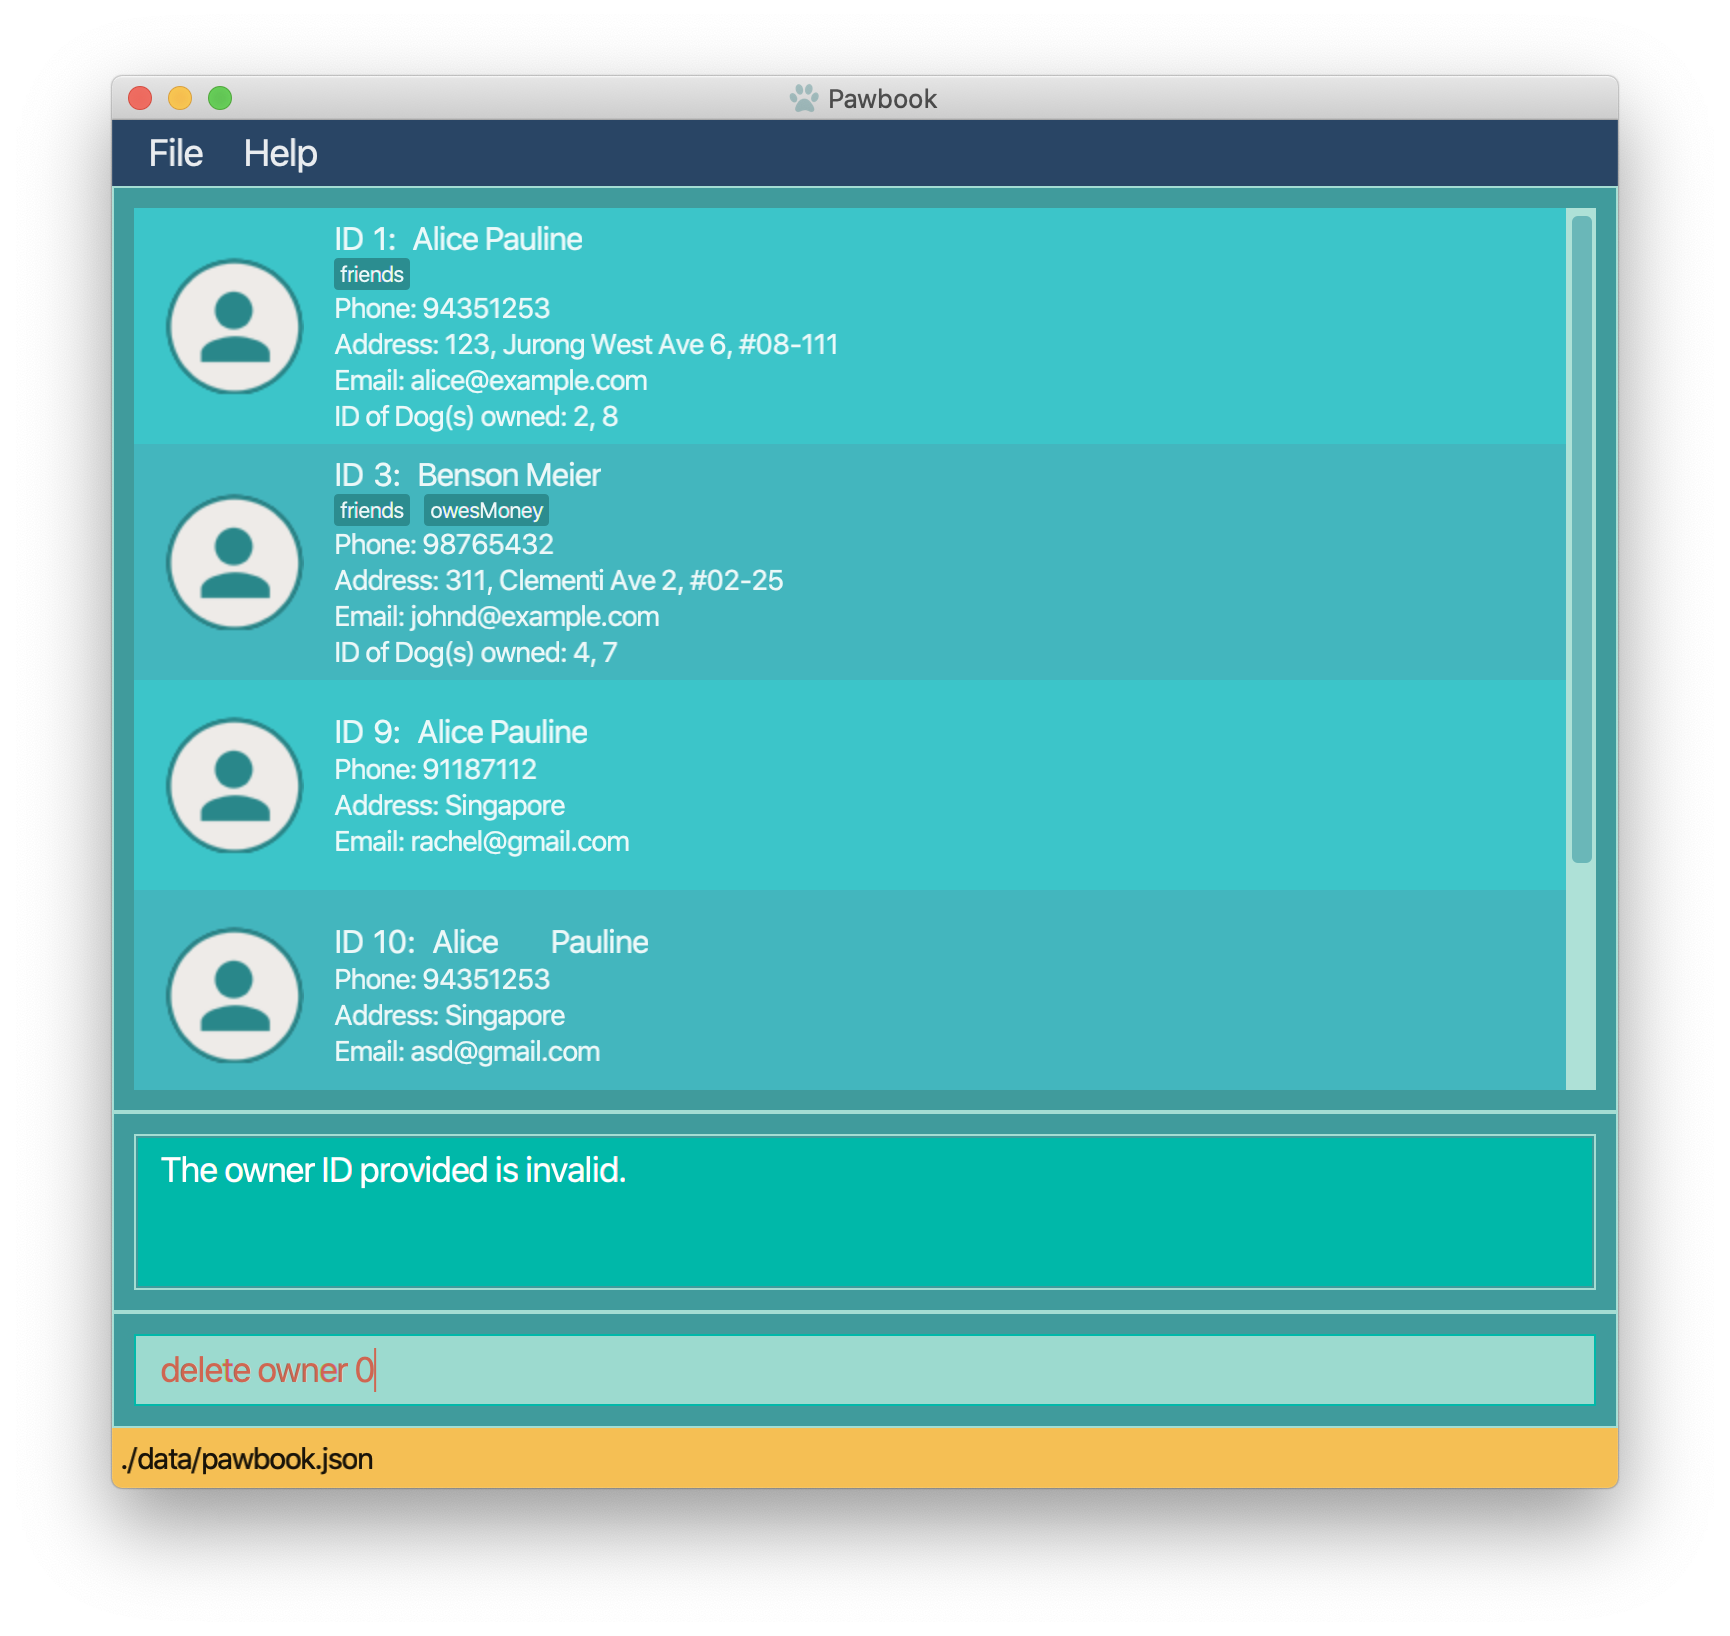 Pawbook
File Help
ID 1: Alice Pauline
friends
Phone: 94351253
Address: 123, Jurong West Ave 6, #08-111
Email: alice@example.com
ID of Dog(s) owned: 2, 8
ID 3: Benson Meier
friends owesMoney
Phone: 98765432
Address: 311, Clementi Ave 2, #02-25
Email: johnd@example.com
ID of Dog(s) owned: 4, 7
ID 9: Alice Pauline
Phone: 91187112
Address: Singapore
Email: rachel@gmail.com
ID 10: Alice      Pauline
Phone: 94351253
Address: Singapore
Email: asd@gmail.com
The owner ID provided is invalid.
delete owner 0
./data/pawbook.json